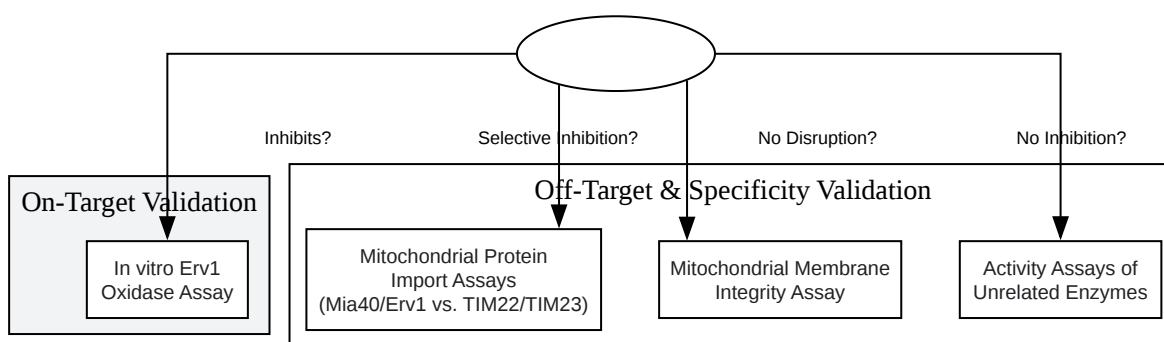 Inhibits?
Selective Inhibition?
No Disruption?
No Inhibition?
On-Target Validation
Off-Target & Specificity Validation
In vitro Erv1
Oxidase Assay
Mitochondrial Protein
Import Assays
(Mia40/Erv1 vs. TIM22/TIM23)
Mitochondrial Membrane
Integrity Assay
Activity Assays of
Unrelated Enzymes